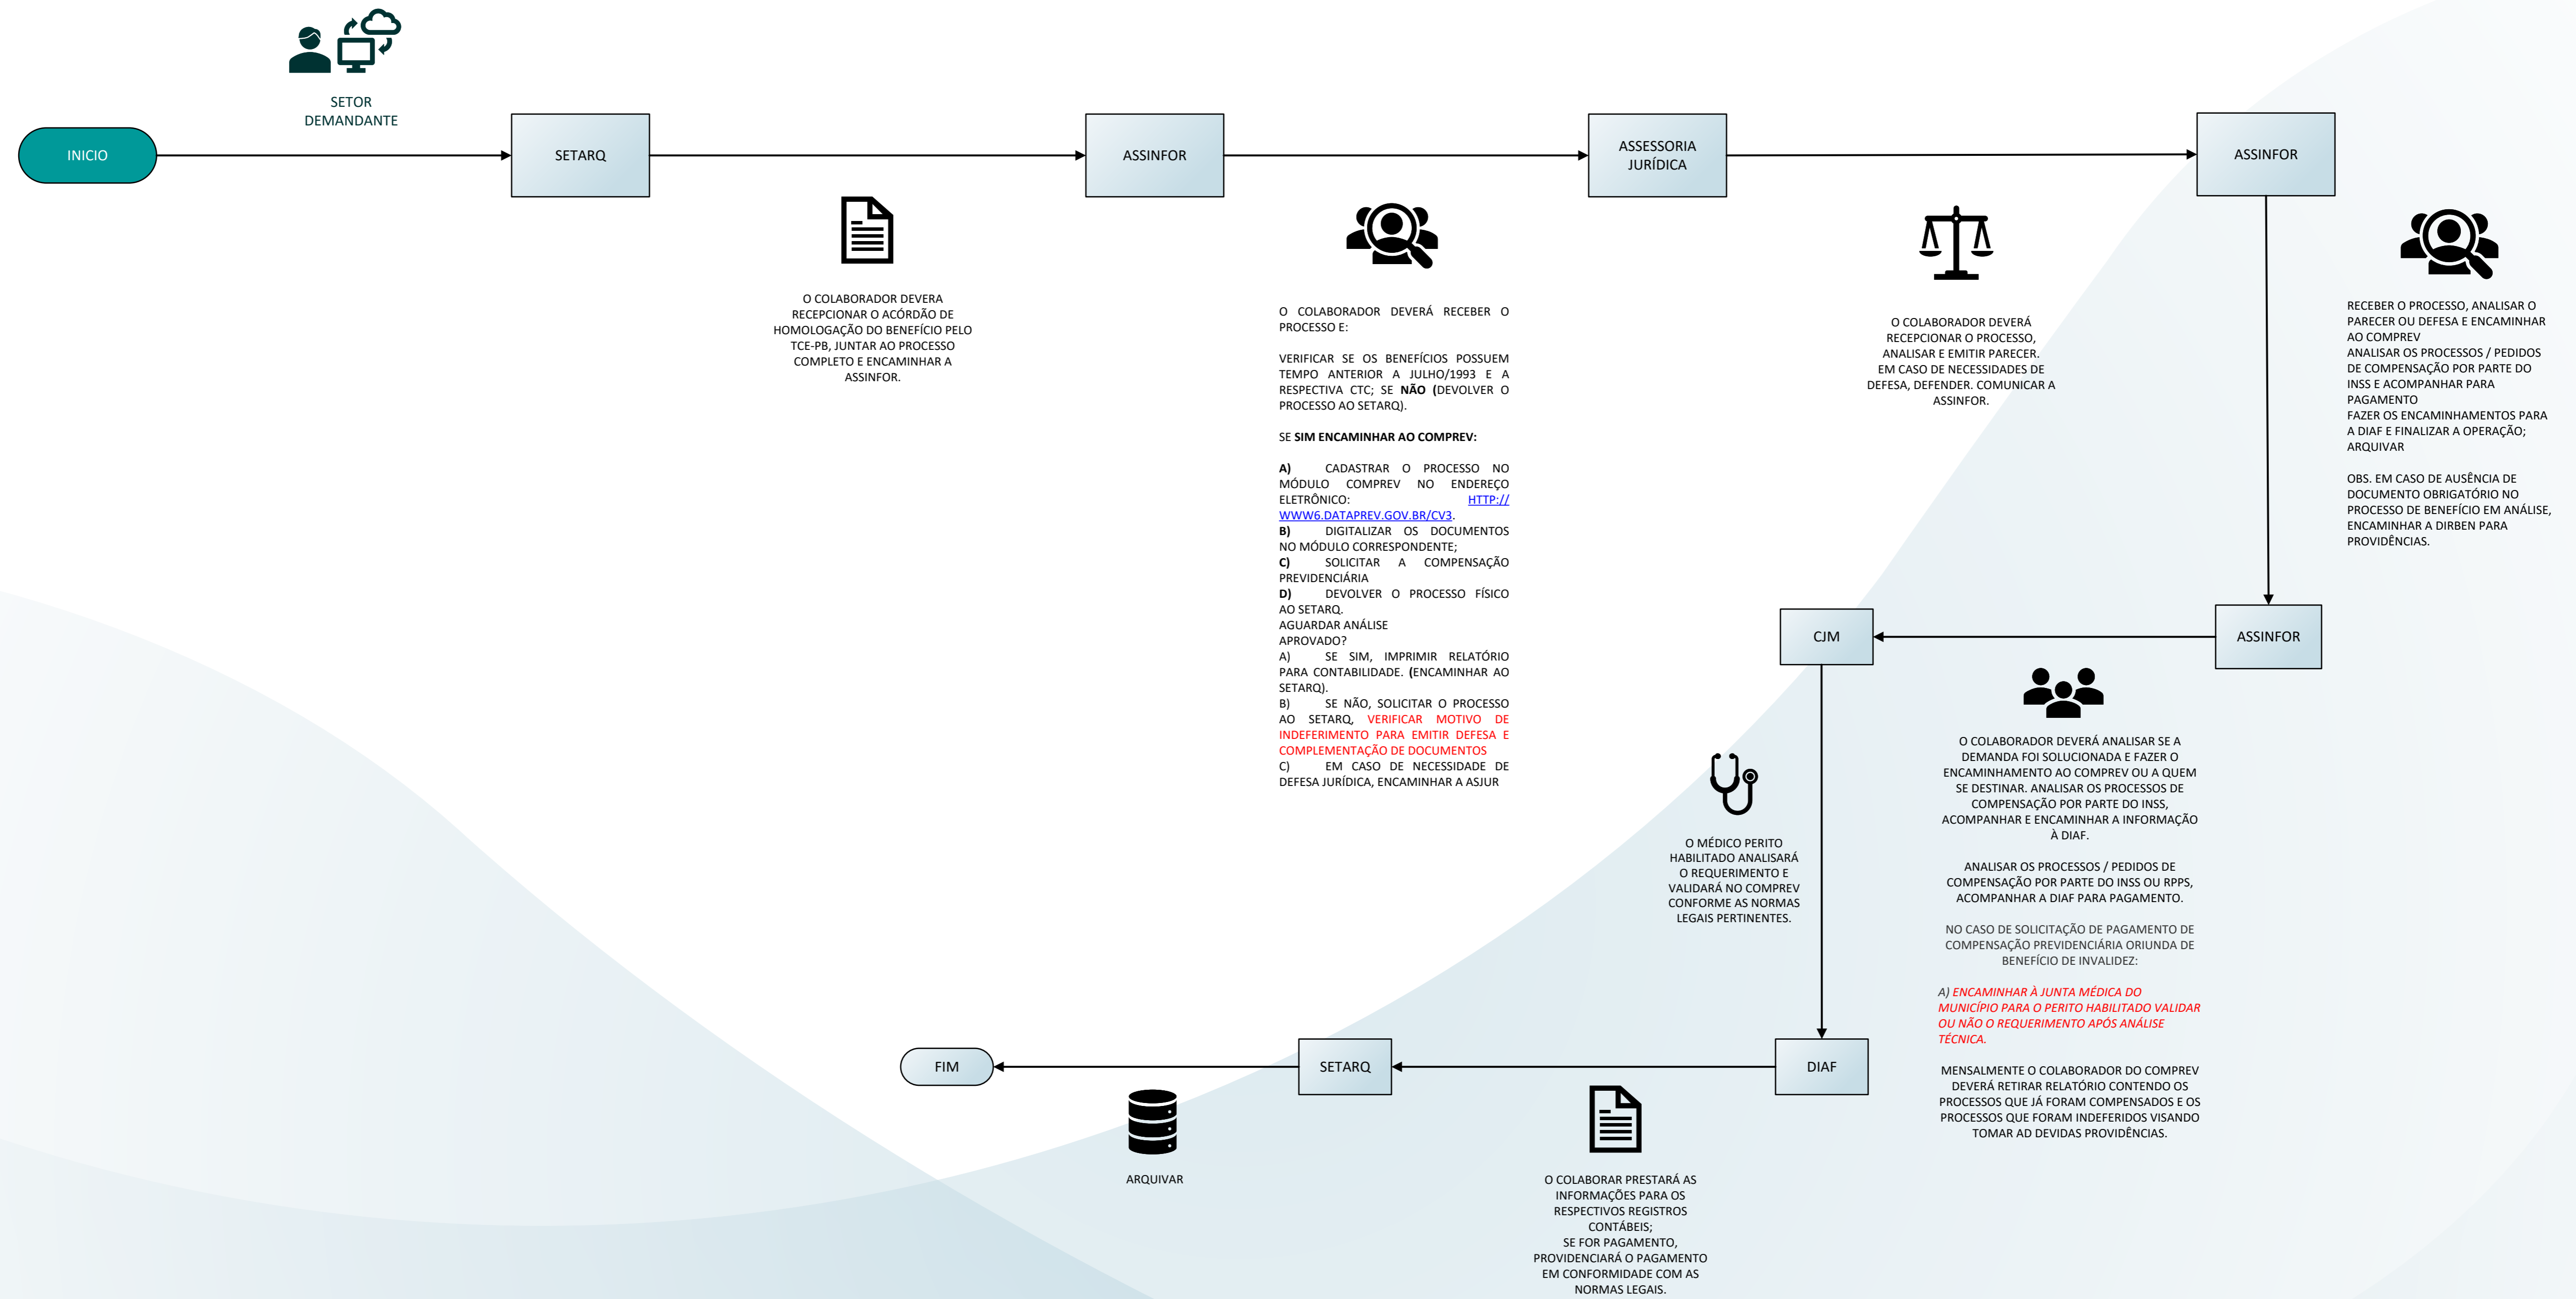 SETOR
DEMANDANTE
INICIO
SETARQ
ASSINFOR
ASSESSORIA
JURÍDICA
ASSINFOR
O COLABORADOR DEVERA
RECEPCIONAR O ACÓRDÃO DE
HOMOLOGAÇÃO DO BENEFÍCIO PELO
TCE-PB, JUNTAR AO PROCESSO
COMPLETO E ENCAMINHAR A
ASSINFOR.
O COLABORADOR DEVERÁ RECEBER O
PROCESSO E:
VERIFICAR SE OS BENEFÍCIOS POSSUEM
TEMPO ANTERIOR A JULHO/1993 E A
RESPECTIVA CTC; SE NÃO (DEVOLVER O
PROCESSO AO SETARQ).
SE SIM ENCAMINHAR AO COMPREV:
A) CADASTRAR O PROCESSO NO
MÓDULO COMPREV NO ENDEREÇO
ELETRÔNICO: HTTP://
WWW6.DATAPREV.GOV.BR/CV3.
B) DIGITALIZAR OS DOCUMENTOS
NO MÓDULO CORRESPONDENTE;
C) SOLICITAR A COMPENSAÇÃO
PREVIDENCIÁRIA
D) DEVOLVER O PROCESSO FÍSICO
AO SETARQ.
AGUARDAR ANÁLISE
APROVADO?
A) SE SIM, IMPRIMIR RELATÓRIO
PARA CONTABILIDADE. (ENCAMINHAR AO
SETARQ).
B) SE NÃO, SOLICITAR O PROCESSO
AO SETARQ, VERIFICAR MOTIVO DE
INDEFERIMENTO PARA EMITIR DEFESA E
COMPLEMENTAÇÃO DE DOCUMENTOS
C) EM CASO DE NECESSIDADE DE
DEFESA JURÍDICA, ENCAMINHAR A ASJUR
O COLABORADOR DEVERÁ
RECEPCIONAR O PROCESSO,
ANALISAR E EMITIR PARECER.
EM CASO DE NECESSIDADES DE
DEFESA, DEFENDER. COMUNICAR A
ASSINFOR.
RECEBER O PROCESSO, ANALISAR O
PARECER OU DEFESA E ENCAMINHAR
AO COMPREV
ANALISAR OS PROCESSOS / PEDIDOS
DE COMPENSAÇÃO POR PARTE DO
INSS E ACOMPANHAR PARA
PAGAMENTO
FAZER OS ENCAMINHAMENTOS PARA
A DIAF E FINALIZAR A OPERAÇÃO;
ARQUIVAR
OBS. EM CASO DE AUSÊNCIA DE
DOCUMENTO OBRIGATÓRIO NO
PROCESSO DE BENEFÍCIO EM ANÁLISE,
ENCAMINHAR A DIRBEN PARA
PROVIDÊNCIAS.
CJM
ASSINFOR
O COLABORADOR DEVERÁ ANALISAR SE A
DEMANDA FOI SOLUCIONADA E FAZER O
ENCAMINHAMENTO AO COMPREV OU A QUEM
SE DESTINAR. ANALISAR OS PROCESSOS DE
COMPENSAÇÃO POR PARTE DO INSS,
ACOMPANHAR E ENCAMINHAR A INFORMAÇÃO
À DIAF.
ANALISAR OS PROCESSOS / PEDIDOS DE
COMPENSAÇÃO POR PARTE DO INSS OU RPPS,
ACOMPANHAR A DIAF PARA PAGAMENTO.
NO CASO DE SOLICITAÇÃO DE PAGAMENTO DE
COMPENSAÇÃO PREVIDENCIÁRIA ORIUNDA DE
BENEFÍCIO DE INVALIDEZ:
A) ENCAMINHAR À JUNTA MÉDICA DO
MUNICÍPIO PARA O PERITO HABILITADO VALIDAR
OU NÃO O REQUERIMENTO APÓS ANÁLISE
TÉCNICA.
MENSALMENTE O COLABORADOR DO COMPREV
DEVERÁ RETIRAR RELATÓRIO CONTENDO OS
PROCESSOS QUE JÁ FORAM COMPENSADOS E OS
PROCESSOS QUE FORAM INDEFERIDOS VISANDO
TOMAR AD DEVIDAS PROVIDÊNCIAS.
O MÉDICO PERITO
HABILITADO ANALISARÁ
O REQUERIMENTO E
VALIDARÁ NO COMPREV
CONFORME AS NORMAS
LEGAIS PERTINENTES.
FIM
SETARQ
DIAF
ARQUIVAR
O COLABORAR PRESTARÁ AS
INFORMAÇÕES PARA OS
RESPECTIVOS REGISTROS
CONTÁBEIS;
SE FOR PAGAMENTO,
PROVIDENCIARÁ O PAGAMENTO
EM CONFORMIDADE COM AS
NORMAS LEGAIS.